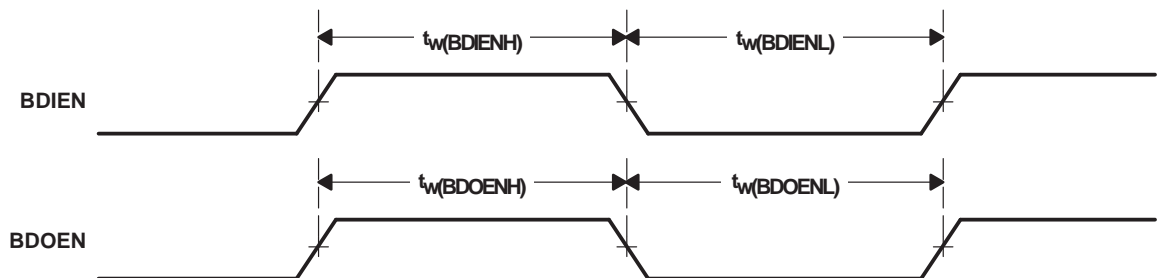 tw(BDIENH) tw(BDIENL)
BDIEN
tw(BDOENH) tw(BDOENL)
BDOEN